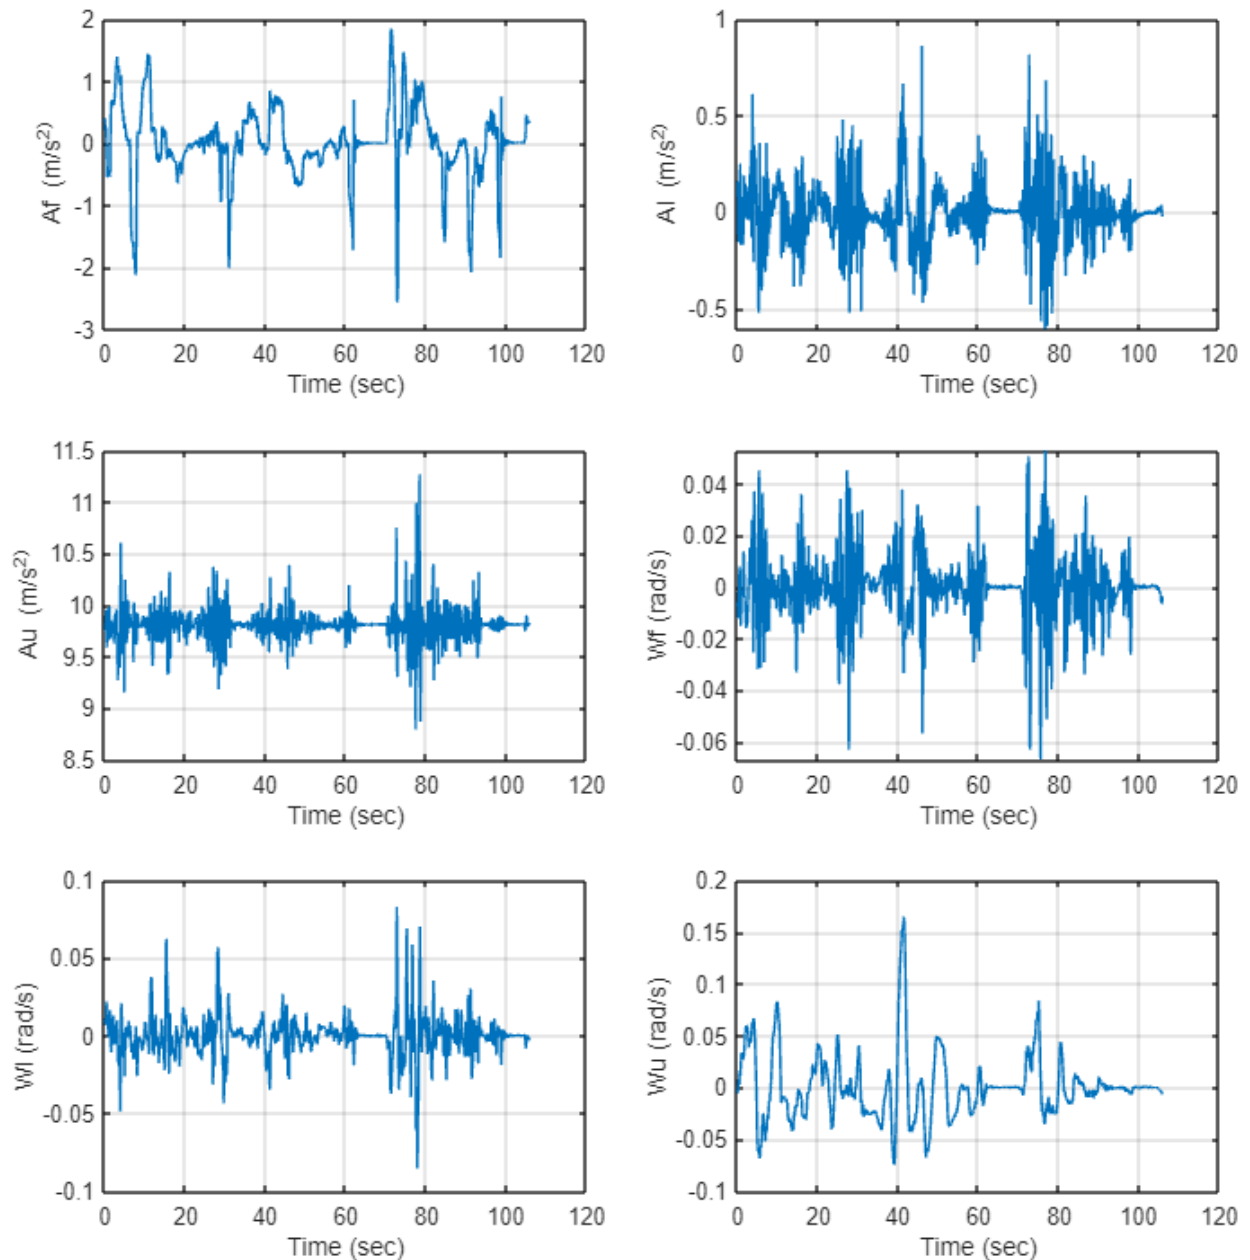 2
1
0
-1
-2
-3
Af (m/s²)
0 20 40 60 80 100 120
Time (sec)
1
0.5
0
-0.5
Al (m/s²)
0 20 40 60 80 100 120
Time (sec)
11.5
11
10.5
10
9.5
9
8.5
Au (m/s²)
0 20 40 60 80 100 120
Time (sec)
0.04
0.02
0
-0.02
-0.04
-0.06
Wf (rad/s)
0 20 40 60 80 100 120
Time (sec)
0.1
0.05
0
-0.05
-0.1
Wl (rad/s)
0 20 40 60 80 100 120
Time (sec)
0.2
0.15
0.1
0.05
0
-0.05
-0.1
Wu (rad/s)
0 20 40 60 80 100 120
Time (sec)